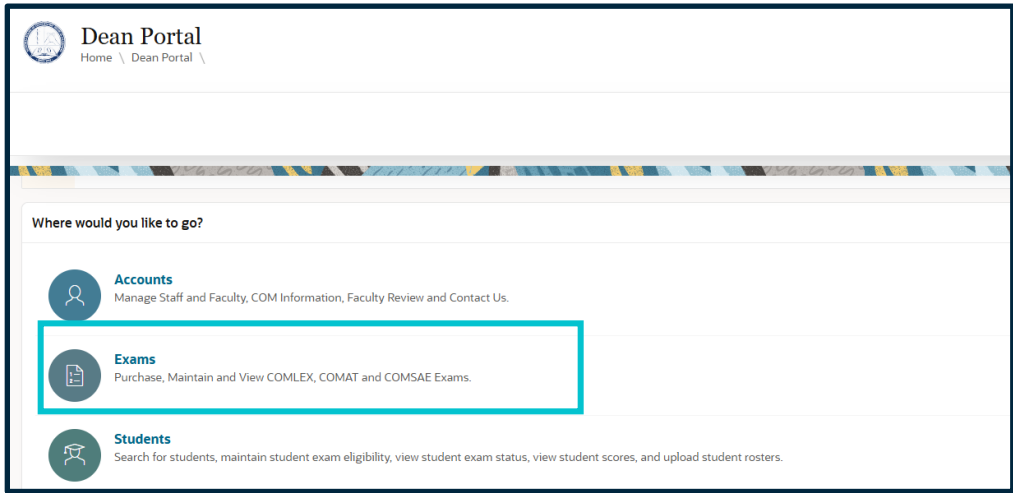 Dean Portal
Home \ Dean Portal \
Where would you like to go?
Accounts
Manage Staff and Faculty, COM Information, Faculty Review and Contact Us.
Exams
Purchase, Maintain and View COMLEX, COMAT and COMSAE Exams.
Students
Search for students, maintain student exam eligibility, view student exam status, view student scores, and upload student rosters.